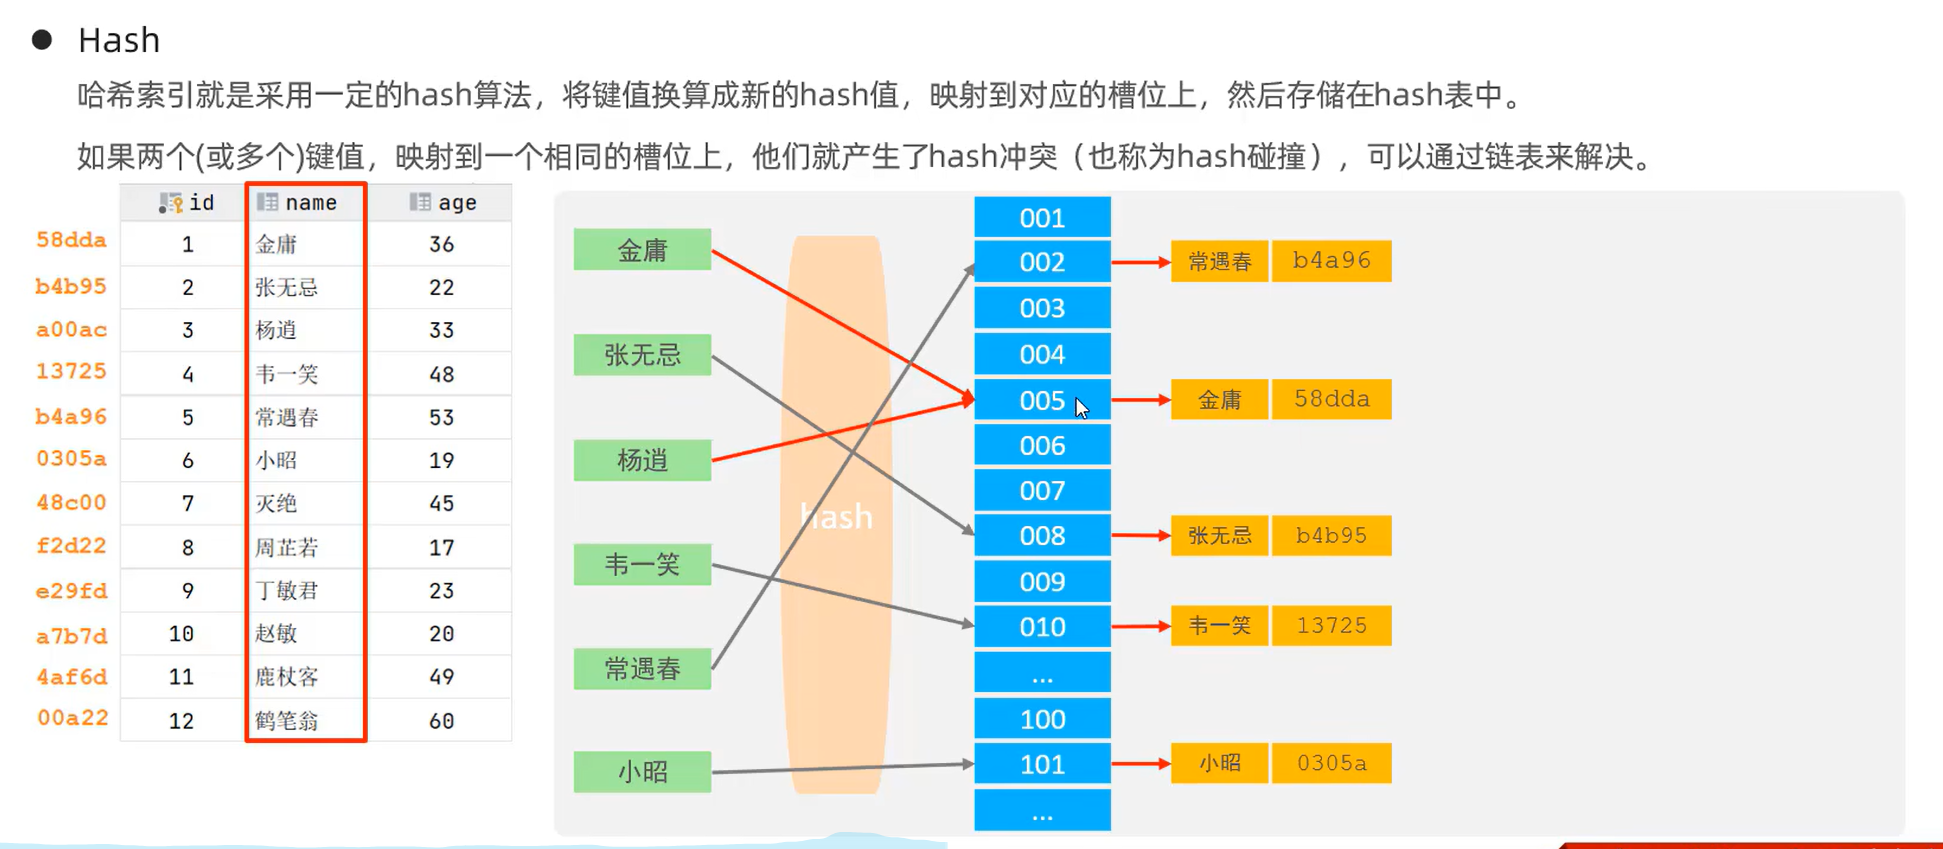 Hash
哈希索引就是采用一定的hash算法，将键值换算成新的hash值，映射到对应的槽位上，然后存储在hash表中。
如果两个(或多个)键值，映射到一个相同的槽位上，他们就产生了hash冲突（也称为hash碰撞），可以通过链表来解决。
id name age
58dda 1 金庸 36
b4b95 2 张无忌 22
a00ac 3 杨逍 33
13725 4 韦一笑 48
b4a96 5 常遇春 53
0305a 6 小昭 19
48c00 7 灭绝 45
f2d22 8 周芷若 17
e29fd 9 丁敏君 23
a7b7d 10 赵敏 20
4af6d 11 鹿杖客 49
00a22 12 鹤笔翁 60
金庸
张无忌
杨逍
韦一笑
常遇春
小昭
hash
001
002 常遇春 b4a96
003
004
005 金庸 58dda
006
007
008 张无忌 b4b95
009
010 韦一笑 13725
...
100
101 小昭 0305a
...